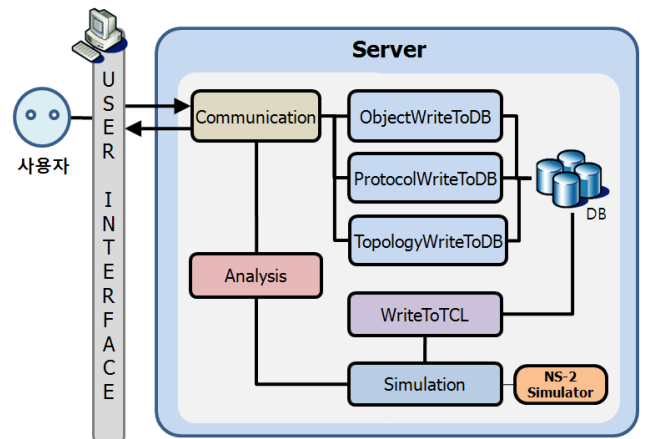 Server
USER INTERFACE
사용자
Communication
ObjectWriteToDB
ProtocolWriteToDB
TopologyWriteToDB
DB
Analysis
WriteToTCL
Simulation
NS-2
Simulator